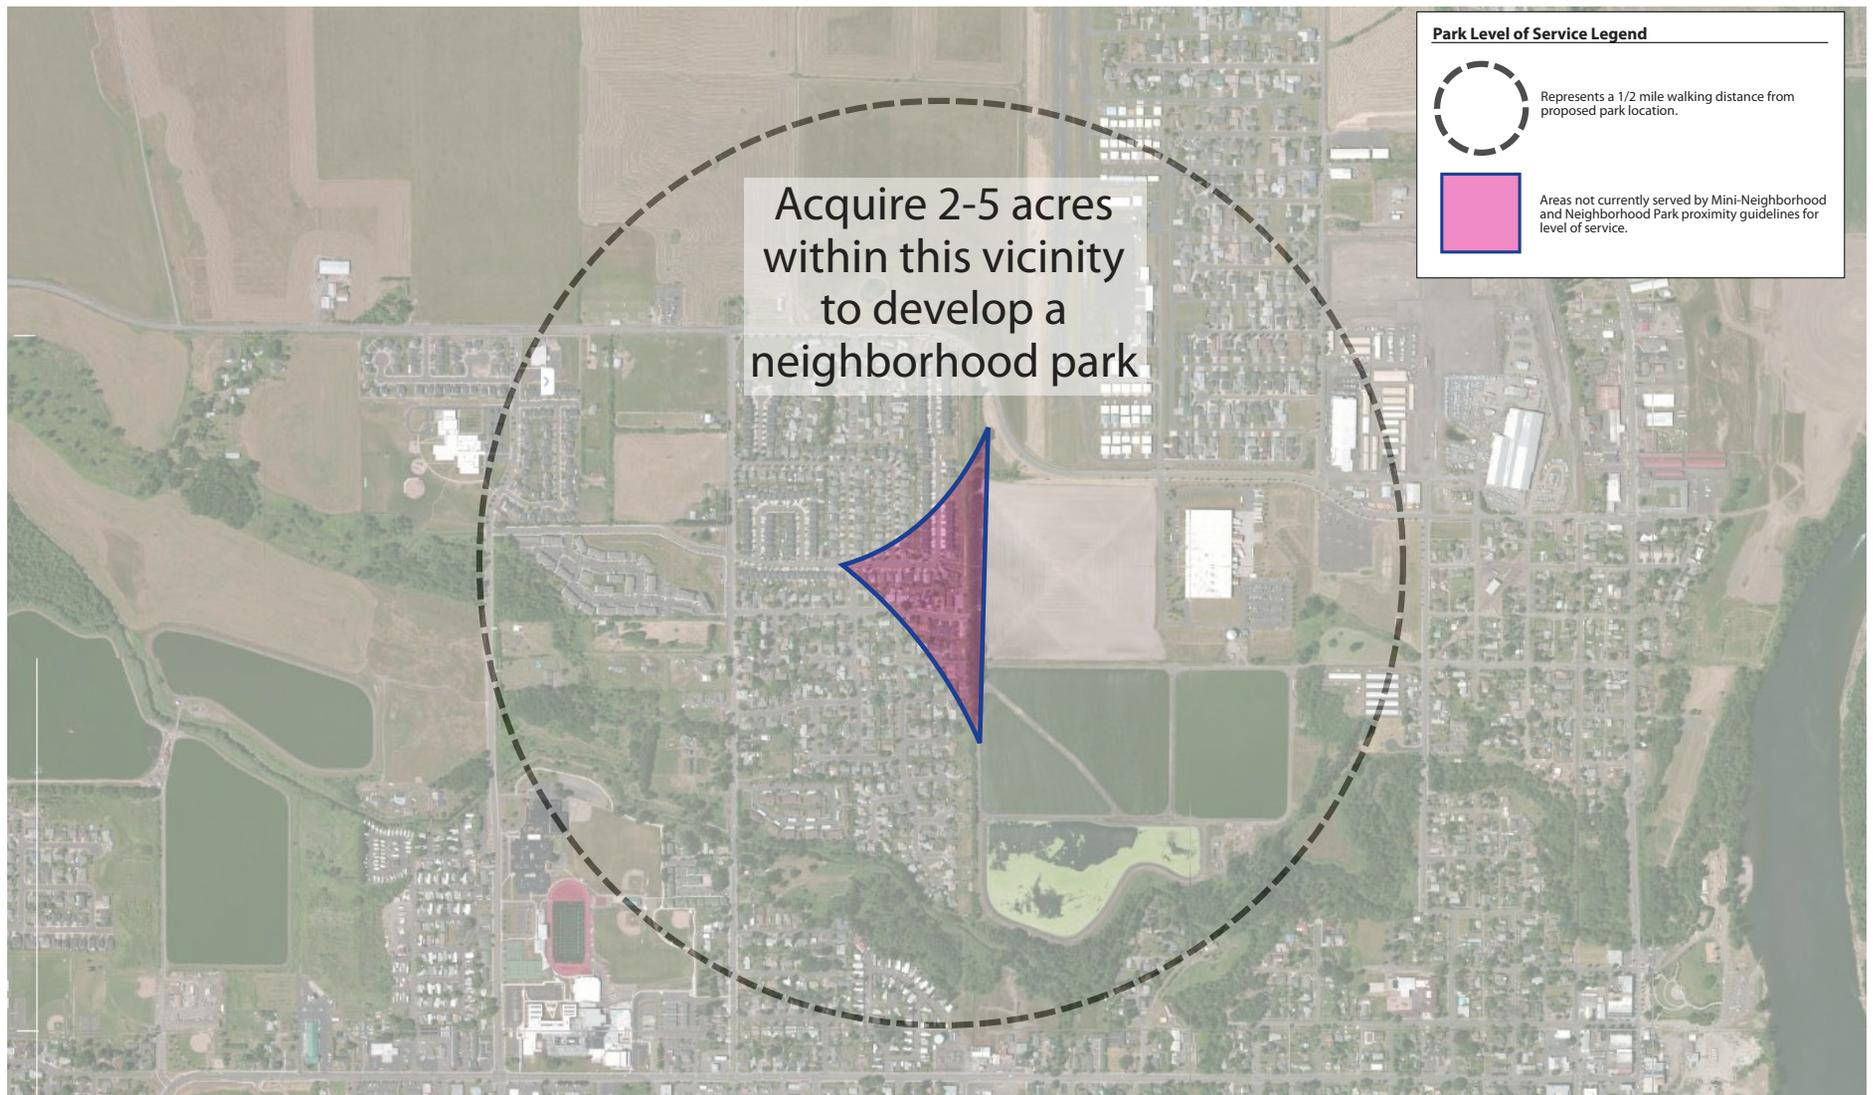 Park Level of Service Legend
Represents a 1/2 mile walking distance from
proposed park location.
Areas not currently served by Mini-Neighborhood
and Neighborhood Park proximity guidelines for
level of service.
Acquire 2-5 acres
within this vicinity
to develop a
neighborhood park